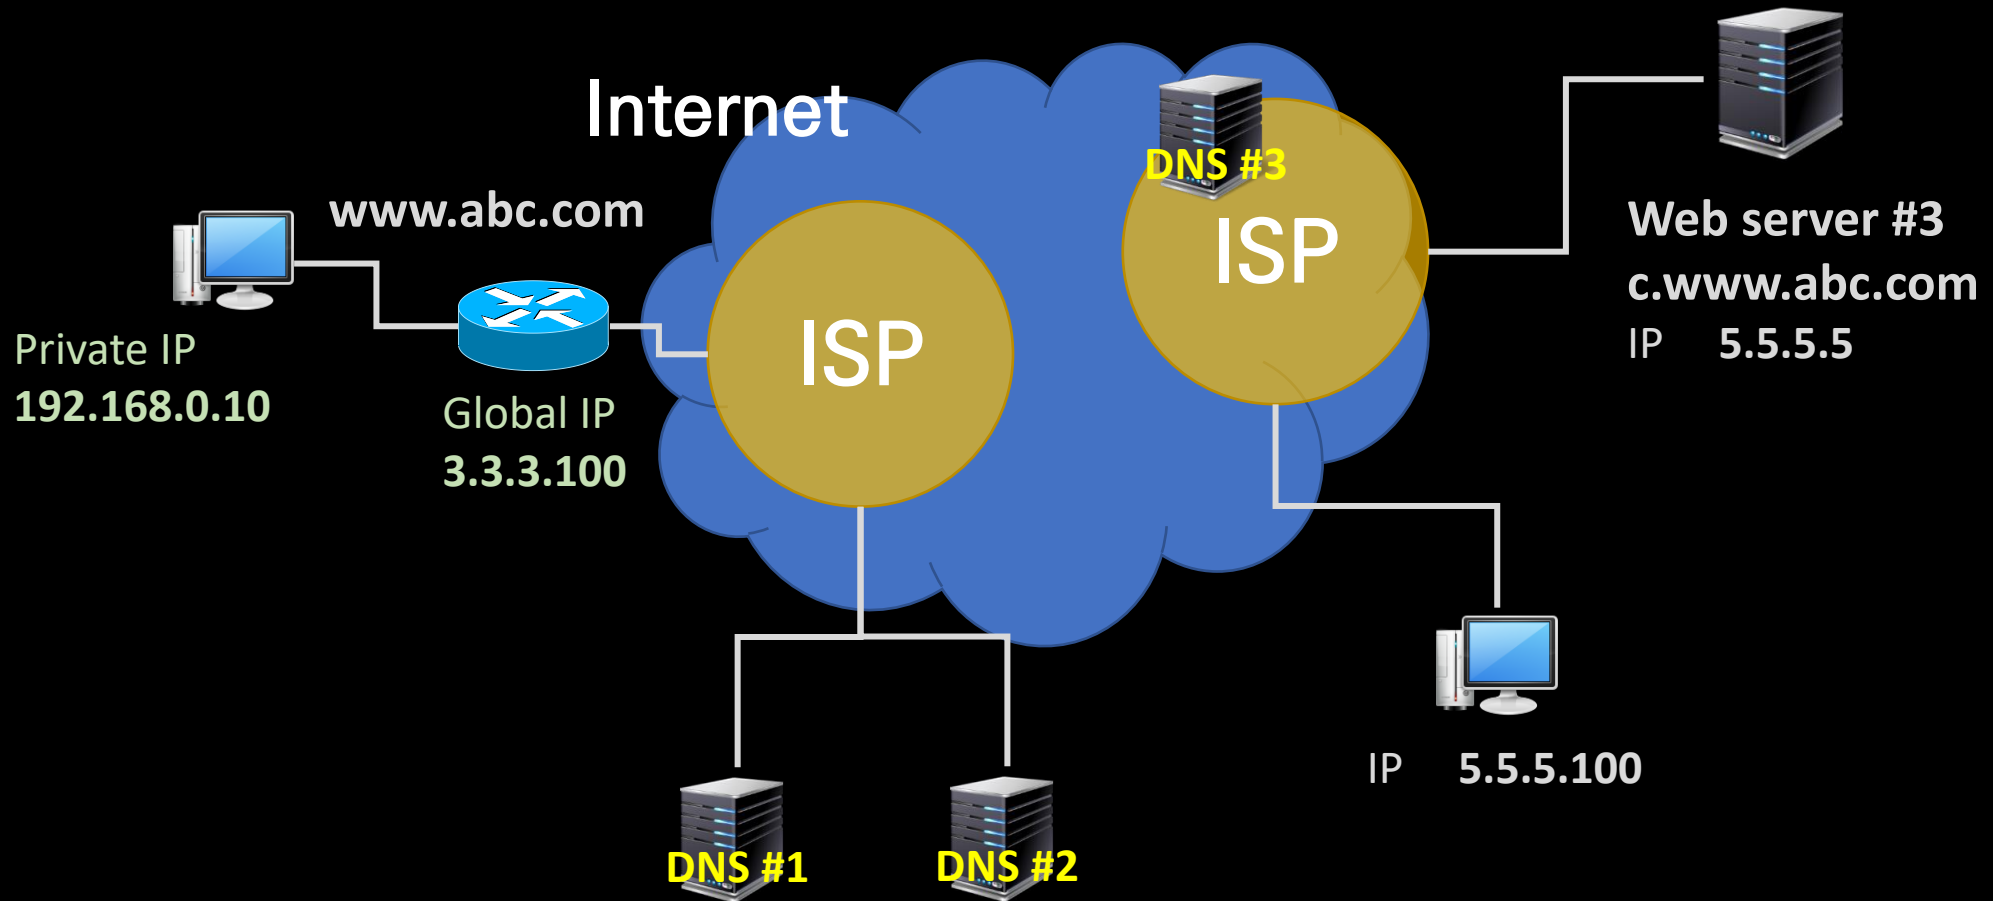 Internet
DNS #3
www.abc.com
ISP
Web server #3
c.www.abc.com
IP 5.5.5.5
ISP
Private IP
192.168.0.10
Global IP
3.3.3.100
IP 5.5.5.100
DNS #1
DNS #2